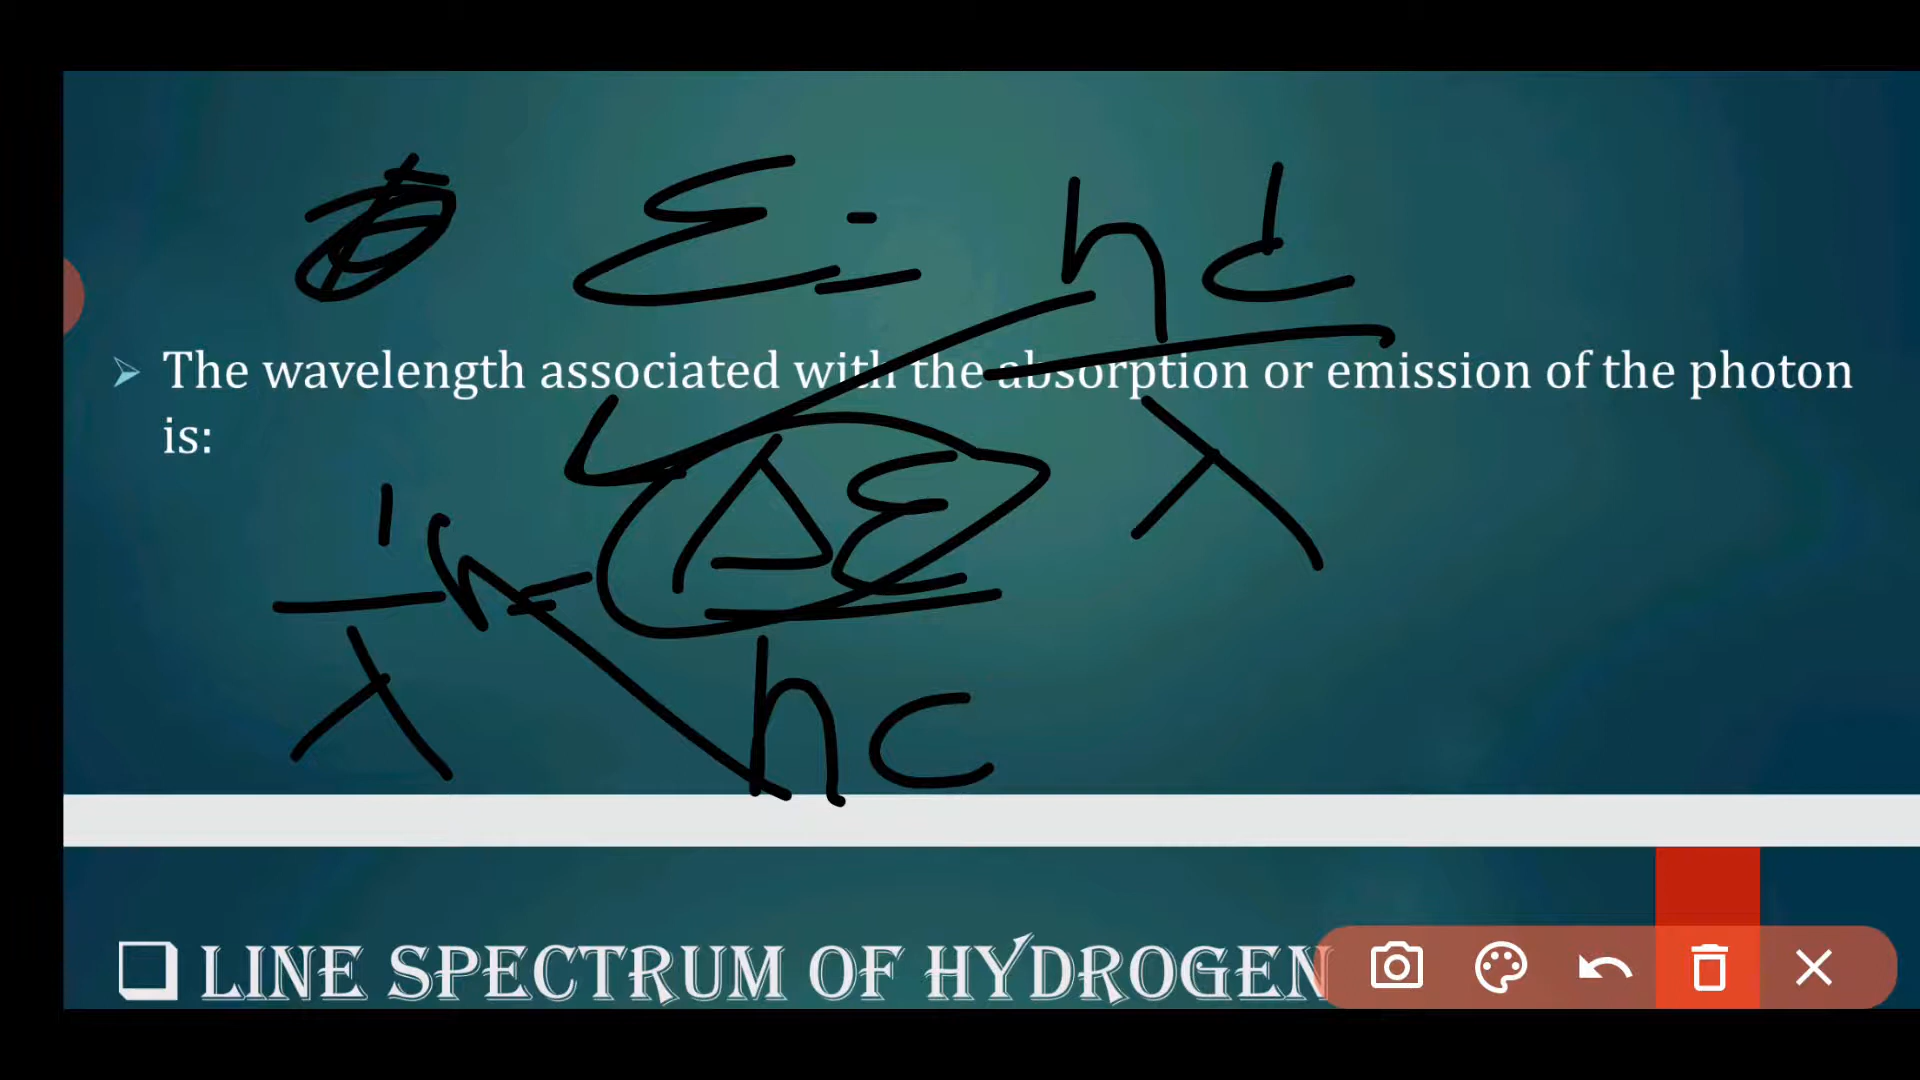 E = hc
The wavelength associated with the absorption or emission of the photon
λ
is:
1 = ΔE
λ hc
LINE SPECTRUM OF HYDROGEN